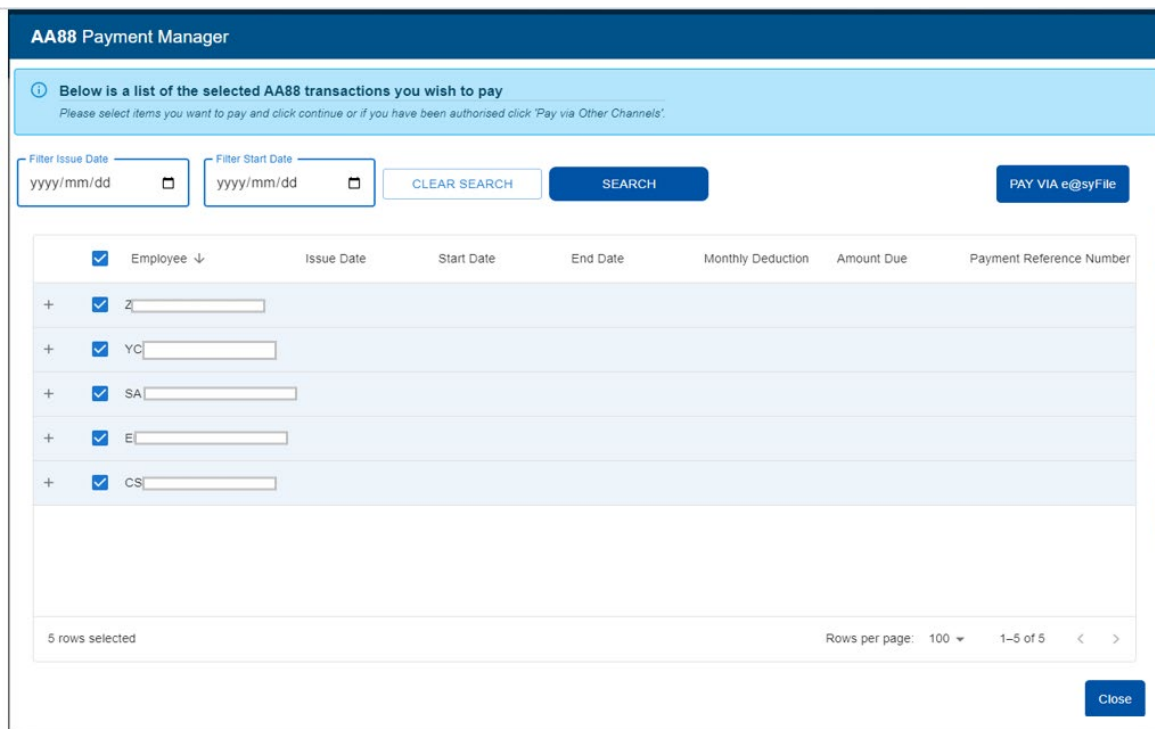 AA88 Payment Manager
Below is a list of the selected AA88 transactions you wish to pay
Please select items you want to pay and click continue or if you have been authorised click 'Pay via Other Channels'.
Filter Issue Date Filter Start Date
yyyy/mm/dd yyyy/mm/dd CLEAR SEARCH SEARCH PAY VIA e@syFile
Employee Issue Date Start Date End Date Monthly Deduction Amount Due Payment Reference Number
Z
YC
SA
E
CS
5 rows selected Rows per page: 100 1–5 of 5
Close